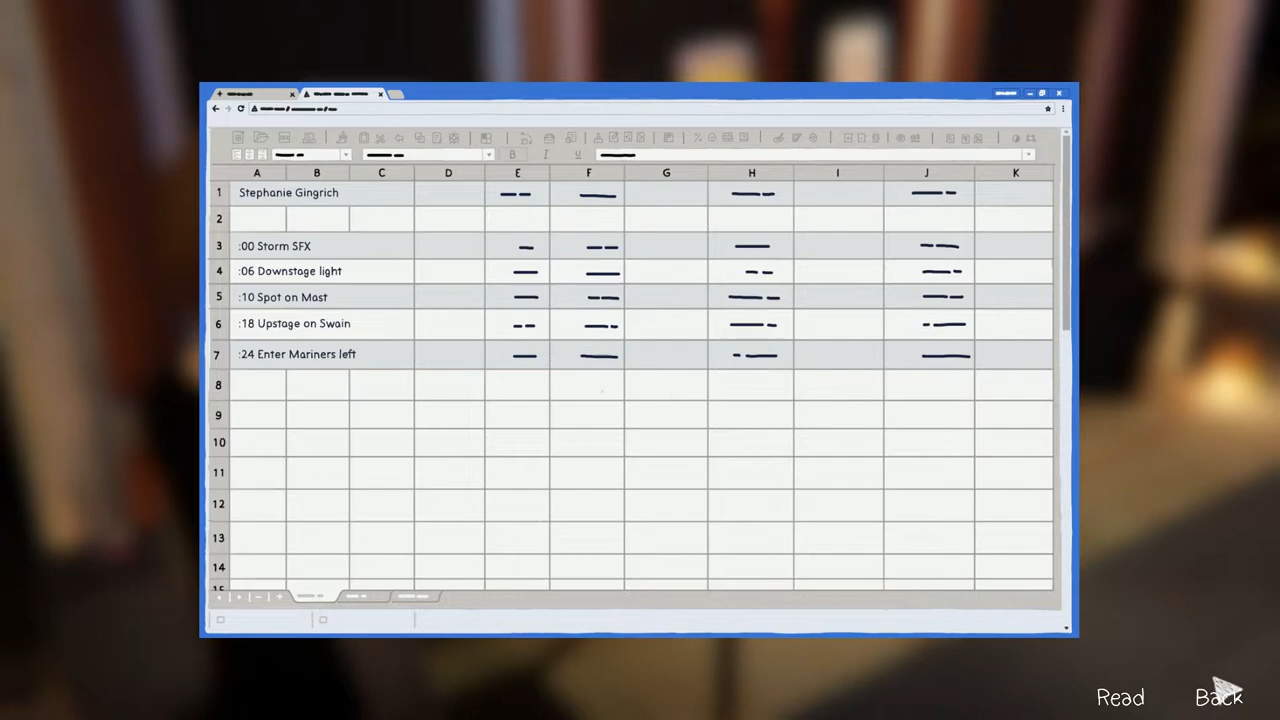 A B C D E F G H I J K
1 Stephanie Gingrich
2
3 :00 Storm SFX
4 :06 Downstage light
5 :10 Spot on Mast
6 :18 Upstage on Swain
7 :24 Enter Mariners left
8
9
10
11
12
13
14
15
Read Back